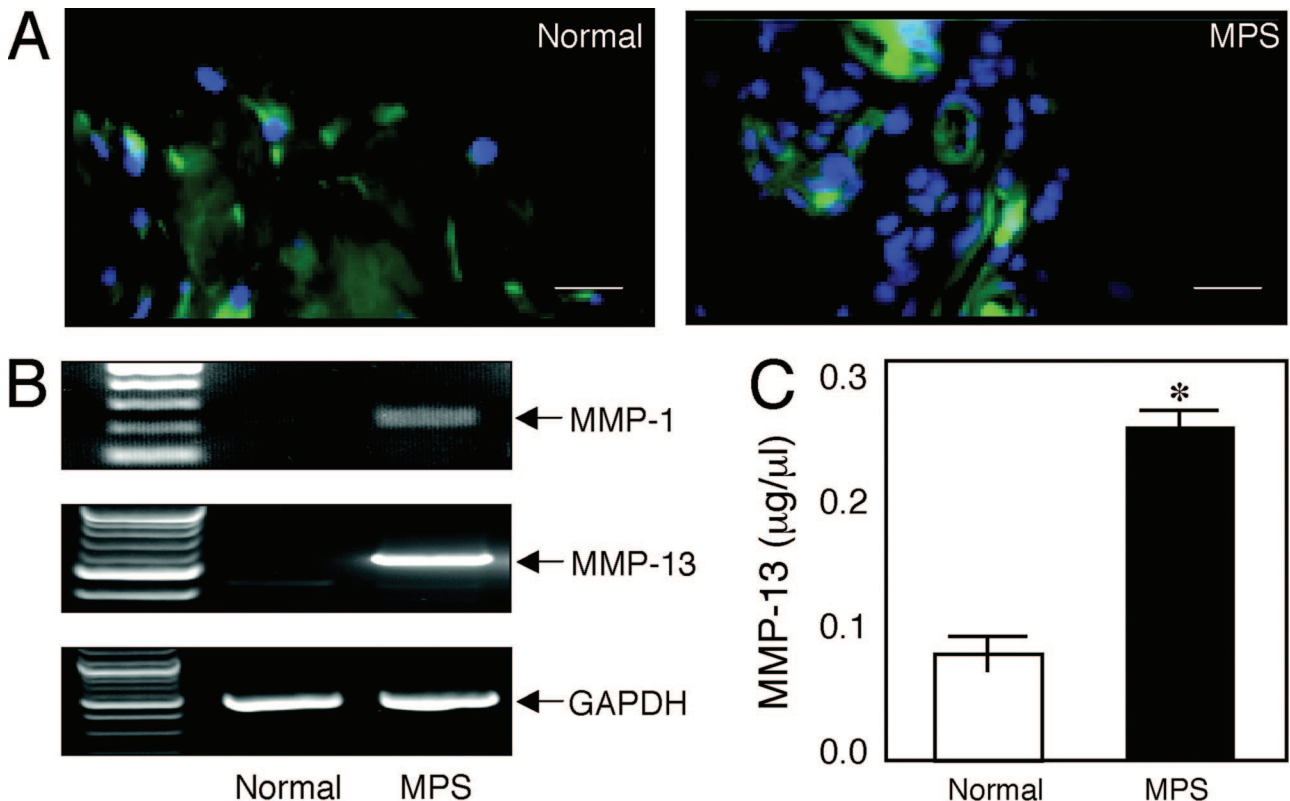 A
Normal
MPS
B
MMP-1
MMP-13
GAPDH
Normal MPS
C
MMP-13 (µg/µl)
0.3
0.2
0.1
0.0
*
Normal MPS